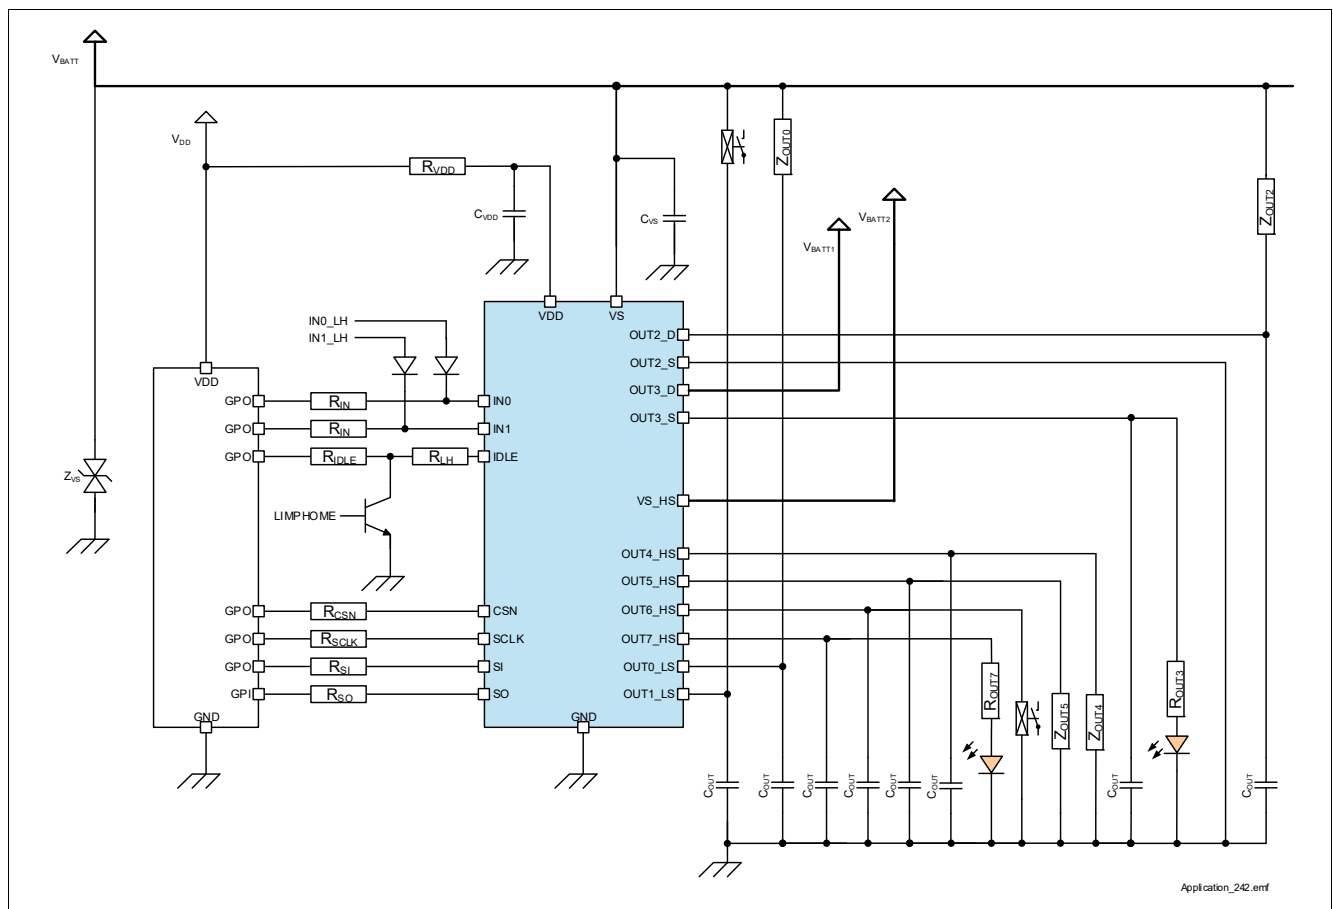 VBATT
VDD
RVDD
CVDD
CVS
ZOUT0
ZOUT2
VBATT2
VBATT1
VDD
VS
IN0_LH
IN1_LH
OUT2_D
OUT2_S
OUT3_D
OUT3_S
VDD
GPO
RIN
IN0
GPO
RIN
IN1
GPO
RIDLE
RLH
IDLE
ZVS
LIMPHOME
VS_HS
OUT4_HS
OUT5_HS
OUT6_HS
OUT7_HS
OUT0_LS
OUT1_LS
GPO
RCSN
CSN
GPO
RSCLK
SCLK
GPO
RSI
SI
GPI
RSO
SO
GND
GND
ROUT7
ZOUT5
ZOUT4
ROUT3
COUT
COUT
COUT
COUT
COUT
COUT
COUT
COUT
Application_242.emf